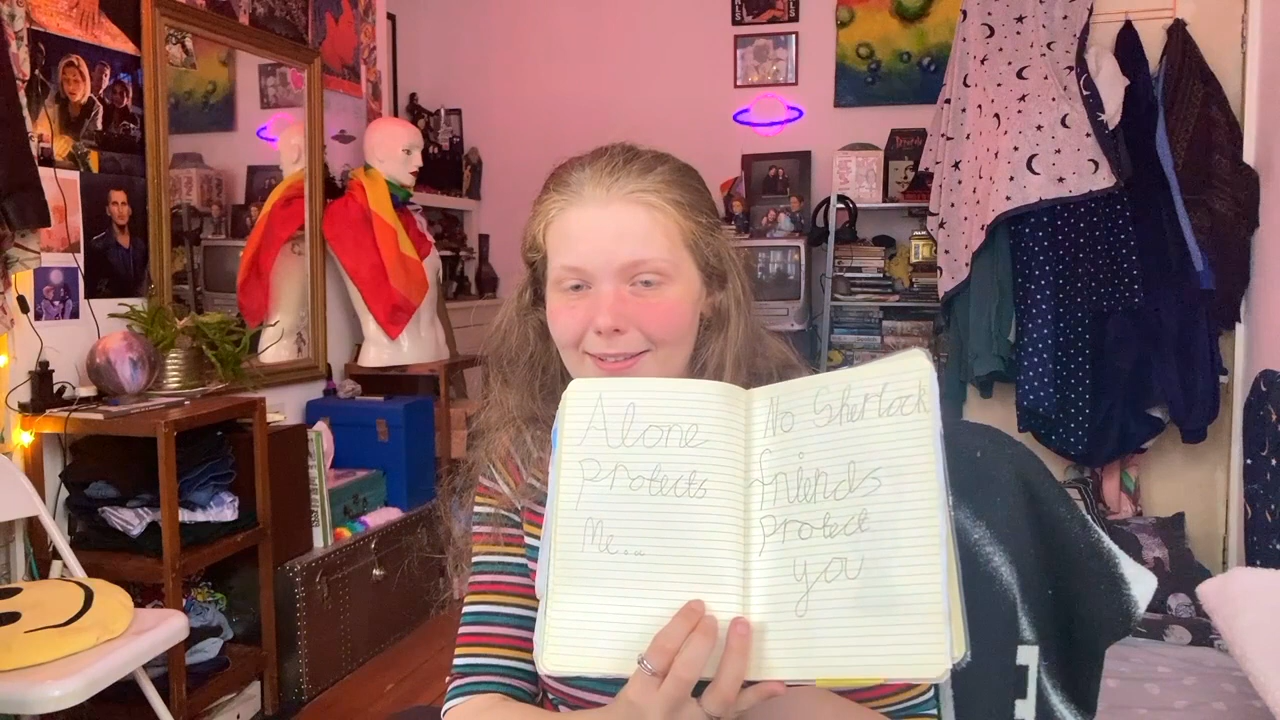 Alone
protects
Me...
No Sherlock
friends
protect
you